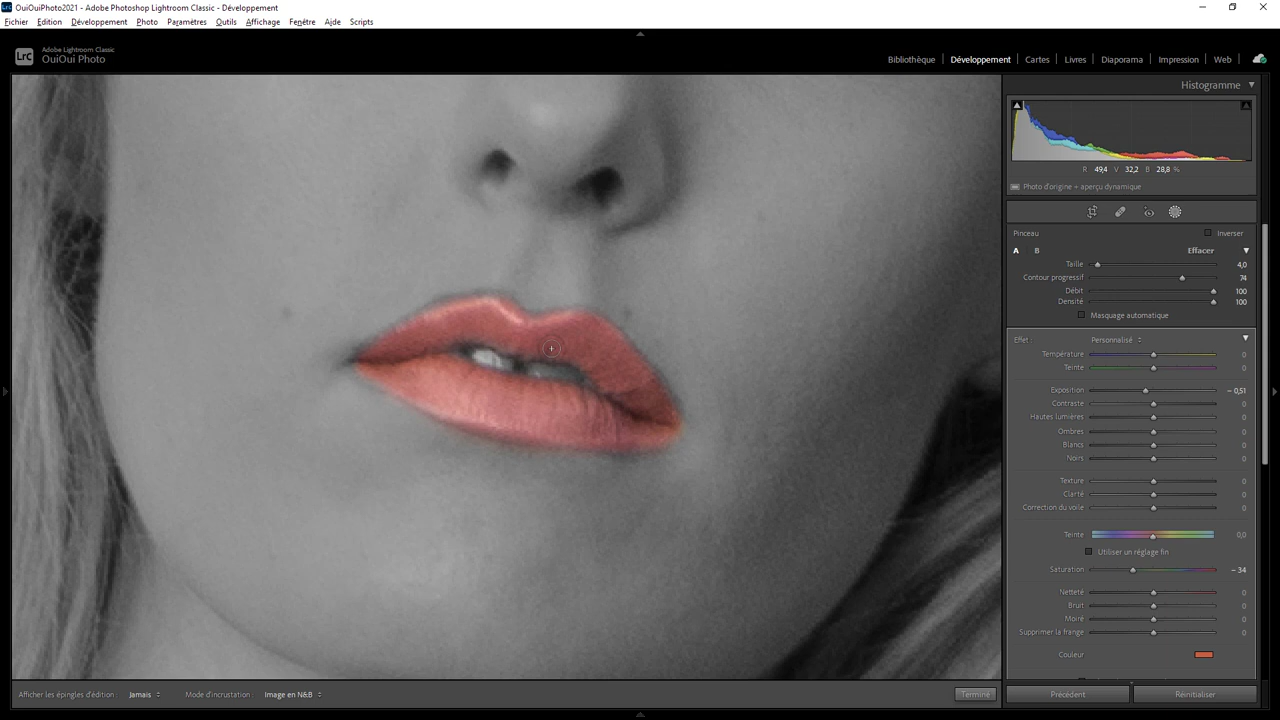 OuiOuiPhoto2021 - Adobe Photoshop Lightroom Classic - Développement
Fichier Edition Développement Photo Paramètres Outils Affichage Fenêtre Aide Scripts
Lrc
Adobe Lightroom Classic
OuiOui Photo
Bibliothèque | Développement | Cartes | Livres | Diaporama | Impression | Web
Histogramme
R 49,4 V 32,2 B 28,8 %
Photo d'origine + aperçu dynamique
Pinceau Inverser
A B Effacer
Taille 4,0
Contour progressif 74
Débit 100
Densité 100
Masquage automatique
Effet : Personnalisé
Température 0
Teinte 0
Exposition – 0,51
Contraste 0
Hautes lumières 0
Ombres 0
Blancs 0
Noirs 0
Texture 0
Clarté 0
Correction du voile 0
Teinte 0,0
Utiliser un réglage fin
Saturation – 34
Netteté 0
Bruit 0
Moiré 0
Supprimer la frange 0
Couleur
Afficher les épingles d'édition : Jamais Mode d'incrustation : Image en N&B Terminé
Précédent Réinitialiser